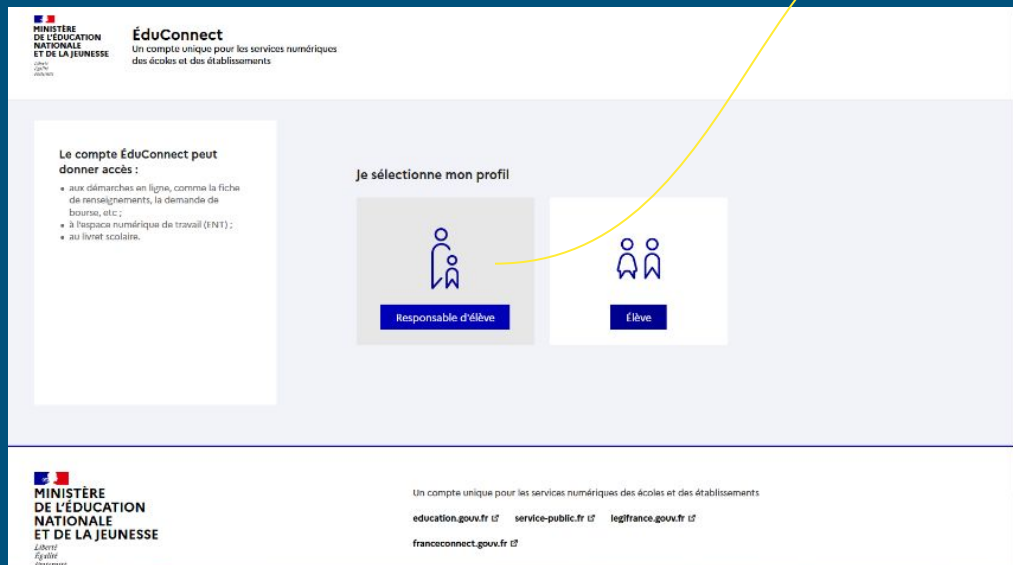 MINISTÈRE
DE L'ÉDUCATION
NATIONALE
ET DE LA JEUNESSE
Liberté
Égalité
Fraternité
ÉduConnect
Un compte unique pour les services numériques
des écoles et des établissements
Le compte ÉduConnect peut
donner accès :
aux démarches en ligne, comme la fiche
de renseignements, la demande de
bourse, etc ;
à l'espace numérique de travail (ENT) ;
au livret scolaire.
Je sélectionne mon profil
Responsable d'élève
Élève
MINISTÈRE
DE L'ÉDUCATION
NATIONALE
ET DE LA JEUNESSE
Liberté
Égalité
Un compte unique pour les services numériques des écoles et des établissements
education.gouv.fr service-public.fr legifrance.gouv.fr
franceconnect.gouv.fr